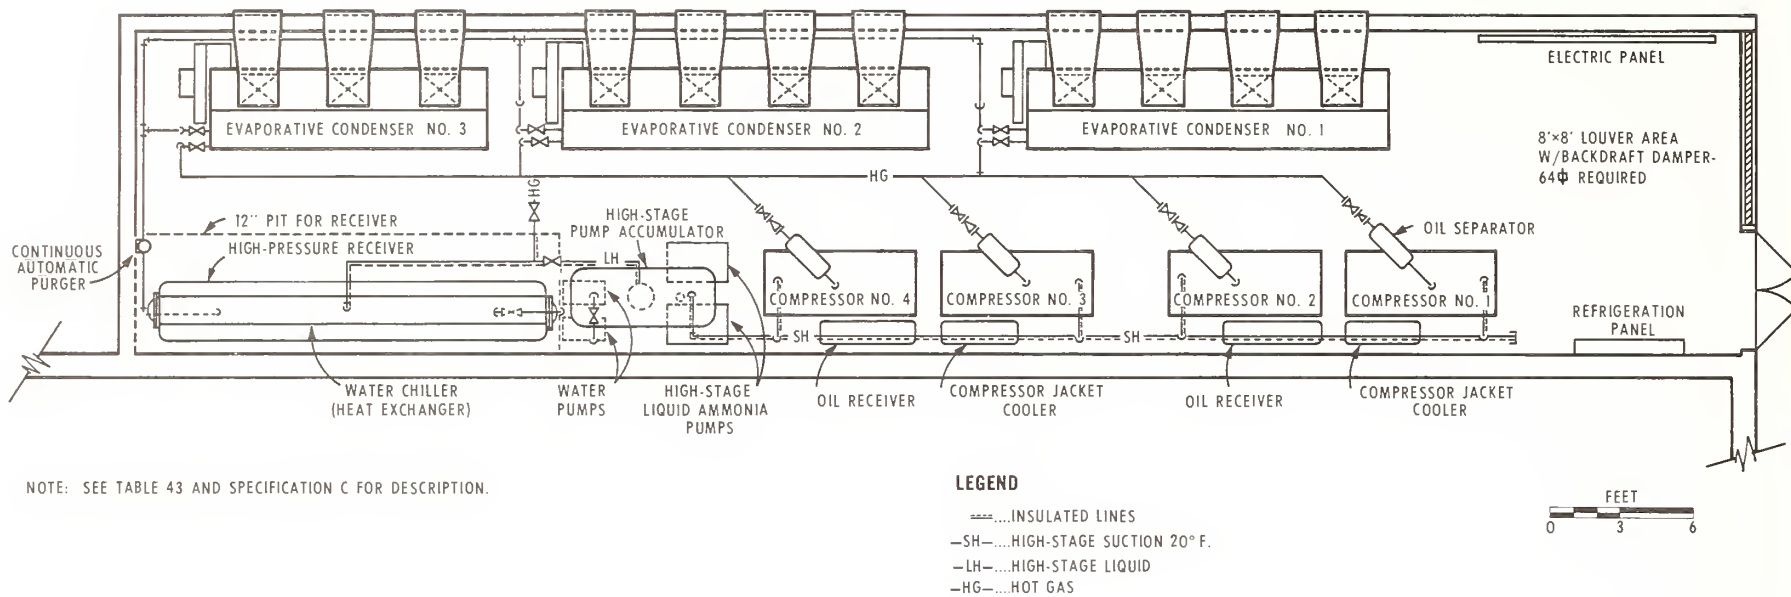 ELECTRIC PANEL
EVAPORATIVE CONDENSER NO. 3
EVAPORATIVE CONDENSER NO. 2
EVAPORATIVE CONDENSER NO. 1
8'×8' LOUVER AREA
W/BACKDRAFT DAMPER-
64ф REQUIRED
HG
HG
12" PIT FOR RECEIVER
HIGH-PRESSURE RECEIVER
HIGH-STAGE
PUMP ACCUMULATOR
OIL SEPARATOR
CONTINUOUS
AUTOMATIC
PURGER
LH
COMPRESSOR NO. 4
COMPRESSOR NO. 3
COMPRESSOR NO. 2
COMPRESSOR NO. 1
REFRIGERATION
PANEL
SH
SH
WATER CHILLER
(HEAT EXCHANGER)
WATER
PUMPS
HIGH-STAGE
LIQUID AMMONIA
PUMPS
OIL RECEIVER
COMPRESSOR JACKET
COOLER
OIL RECEIVER
COMPRESSOR JACKET
COOLER
NOTE: SEE TABLE 43 AND SPECIFICATION C FOR DESCRIPTION.
LEGEND
....INSULATED LINES
—SH—....HIGH-STAGE SUCTION 20° F.
—LH—....HIGH-STAGE LIQUID
—HG—....HOT GAS
FEET
0 3 6